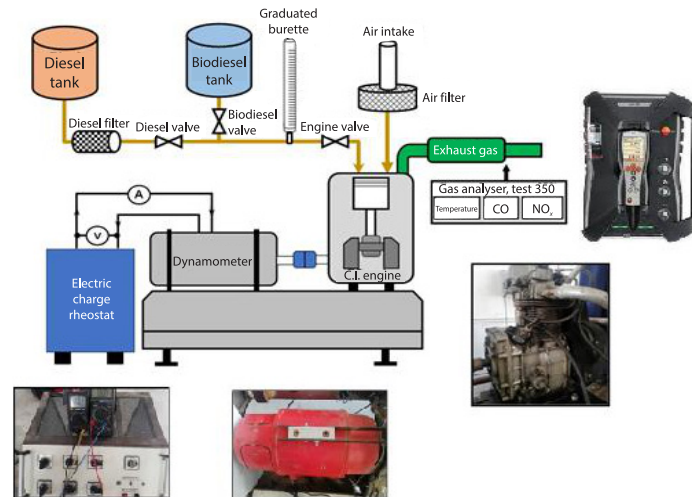 Graduated
burette
Air intake
Diesel
tank
Biodiesel
tank
Diesel filter
Diesel valve
Biodiesel
valve
Engine valve
Air filter
Exhaust gas
Gas analyser, test 350
Temperature
CO
NOx
A
v
Dynamometer
C.I. engine
Electric
charge
rheostat